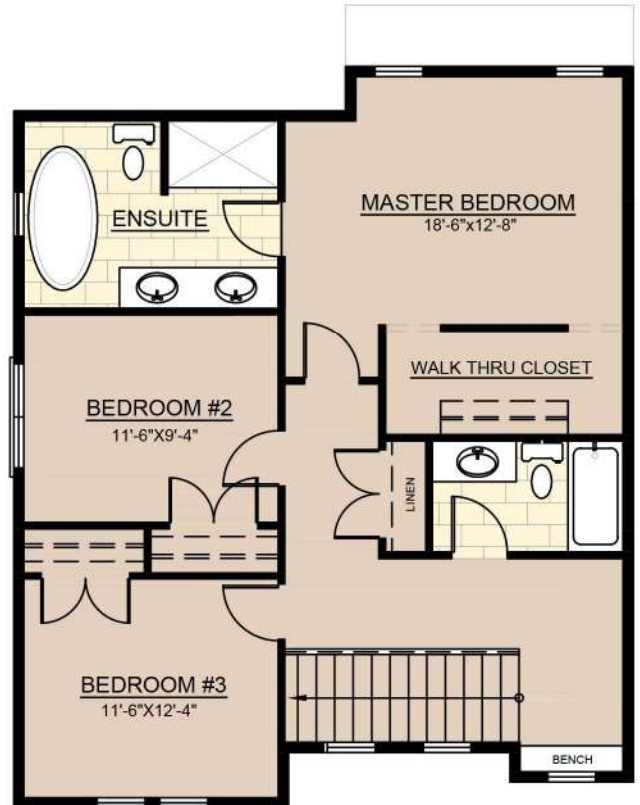 ENSUITE
MASTER BEDROOM
18'-6"x12'-8"
WALK THRU CLOSET
BEDROOM #2
11'-6"X9'-4"
LINEN
BEDROOM #3
11'-6"X12'-4"
BENCH